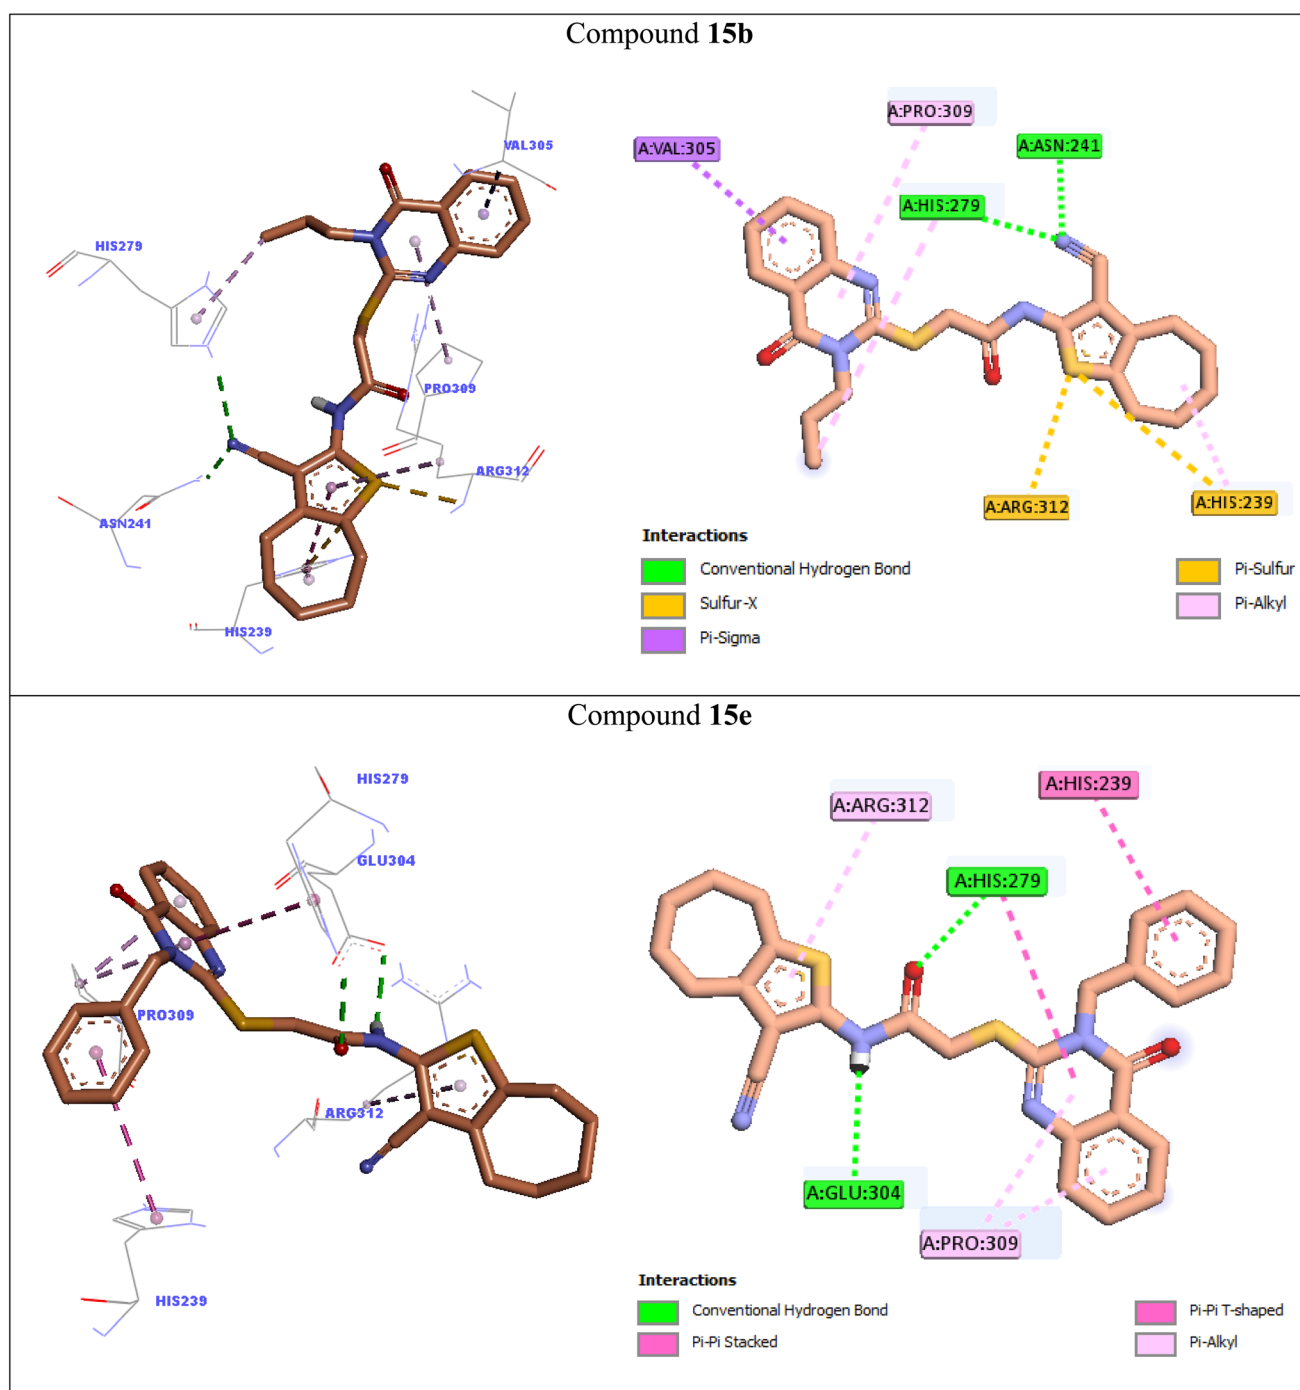 Compound 15b
VAL305
HIS279
PRO309
ARG312
ASN241
HIS239
A:PRO:309
A:VAL:305
A:ASN:241
A:HIS:279
A:ARG:312
A:HIS:239
Interactions
Conventional Hydrogen Bond
Sulfur-X
Pi-Sigma
Pi-Sulfur
Pi-Alkyl
Compound 15e
HIS279
GLU304
PRO309
ARG312
HIS239
A:HIS:239
A:ARG:312
A:HIS:279
A:GLU:304
A:PRO:309
Interactions
Conventional Hydrogen Bond
Pi-Pi Stacked
Pi-Pi T-shaped
Pi-Alkyl